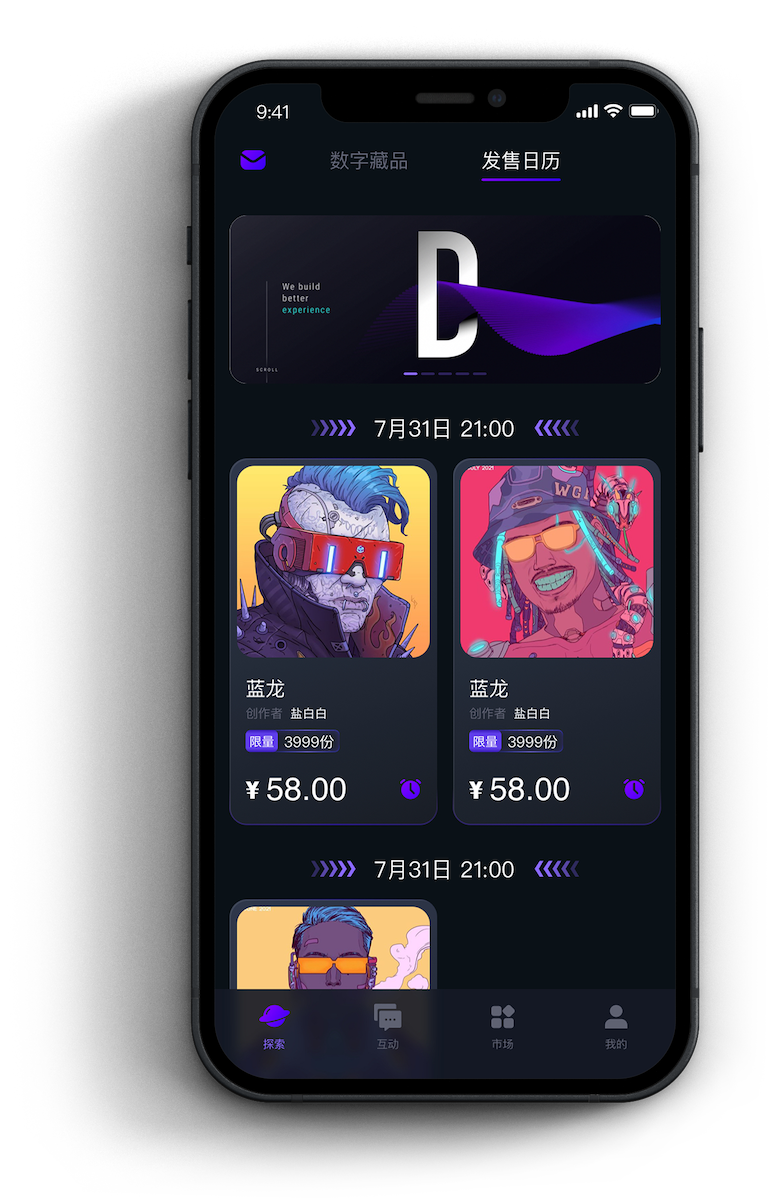 9:41
数字藏品 发售日历
We build
better
experience
D
SCROLL
7月31日 21:00
JULY 2021
WG
蓝龙
创作者 盐白白
限量 3999份
¥ 58.00
蓝龙
创作者 盐白白
限量 3999份
¥ 58.00
7月31日 21:00
2021
探索 互动 市场 我的